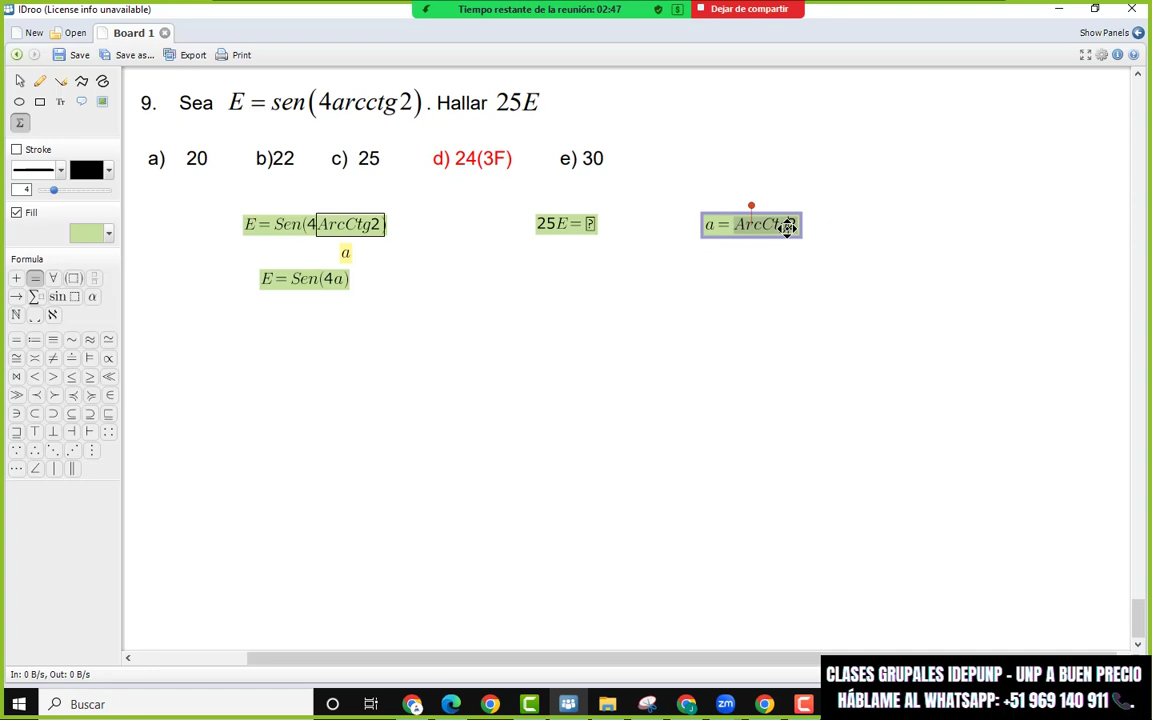 IDroo (License info unavailable)
Tiempo restante de la reunión: 02:47
Dejar de compartir
New Open Board 1
Show Panels
Save Save as... Export Print
9. Sea E = sen(4arcctg2). Hallar 25E
a) 20 b)22 c) 25 d) 24(3F) e) 30
Stroke
4
Fill
E = Sen(4ArcCtg2)
25E =
a = ArcCtg2
a
E = Sen(4a)
Formula
+ = ∀ (□)
→ ∑ sin □ α
ℕ ℵ
= ≔ ≡ ~ ≈ ≃
≅ ≍ ≠ ≐ ⊧ ∝
⋈ < > ≤ ≥ ≪
≫ ≺ ≻ ≼ ≽ ∈
∋ ⊂ ⊃ ⊆ ⊇ ⊏
⊐ ⊤ ⊥ ⊣ ⊢ ∷
∵ ∴ ⋱ ⋰ ⋮
⋯ ∠ ∣ ∥
In: 0 B/s, Out: 0 B/s
CLASES GRUPALES IDEPUNP - UNP A BUEN PRECIO
HÁBLAME AL WHATSAPP: +51 969 140 911 📞.
Buscar